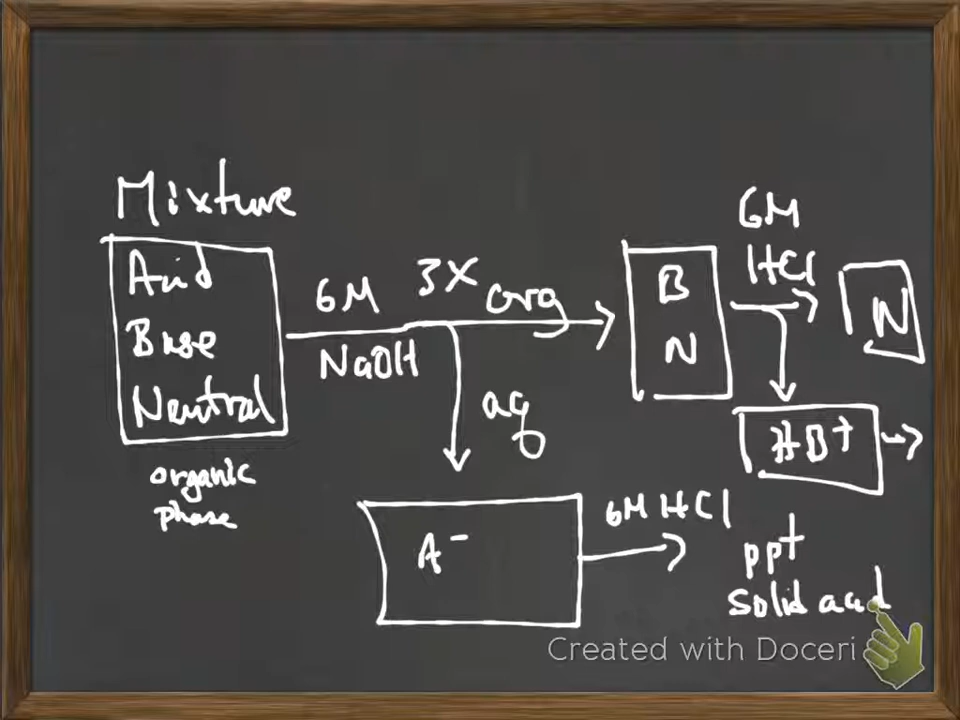 Mixture
Acid
Base
Neutral
organic
phase
6M
NaOH
3X
org
aq
B
N
6M
HCl
N
HB+
A-
6M HCl
ppt
solid acid
Created with Doceri